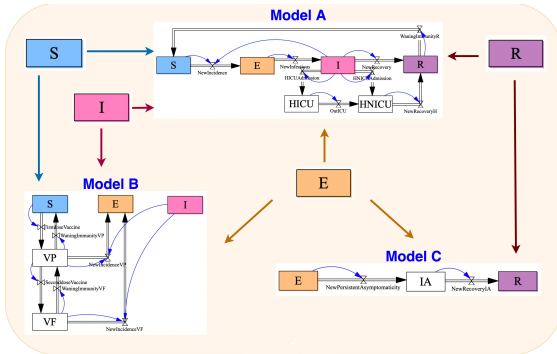 Model A
S
WaningImmunityR
R
S
NewIncidence
E
NewInfectious
I
NewRecovery
R
HICUAdmission
HNICUAdmission
HICU
OutICU
HNICU
NewRecoveryH
I
E
Model B
S
E
I
FirstdoseVaccine
WaningImmunityVP
VP
NewIncidenceVP
SeconddoseVaccine
WaningImmunityVF
VF
NewIncidenceVF
Model C
E
NewPersistentAsymptomaticity
IA
NewRecoveryIA
R